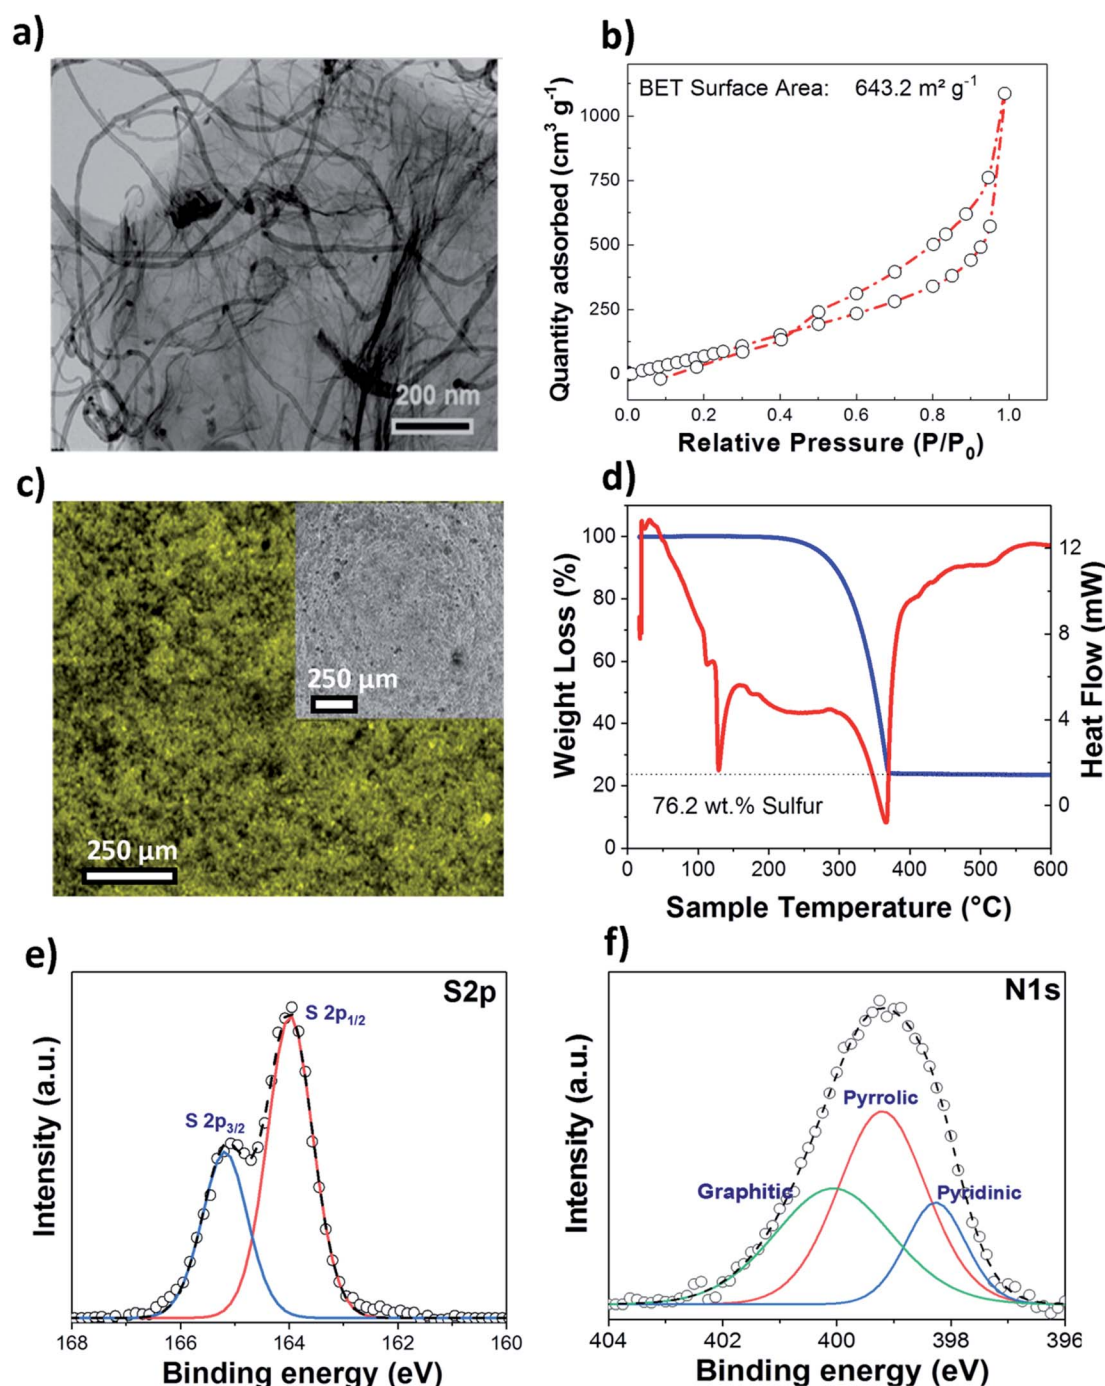 a)
200 nm
b)
BET Surface Area: 643.2 m² g⁻¹
Quantity adsorbed (cm³ g⁻¹)
1000
750
500
250
0
0.0 0.2 0.4 0.6 0.8 1.0
Relative Pressure (P/P₀)
c)
250 µm
250 µm
d)
Weight Loss (%)
100
80
60
40
20
0
76.2 wt.% Sulfur
12
8
4
0
Heat Flow (mW)
0 100 200 300 400 500 600
Sample Temperature (°C)
e)
S2p
S 2p₁/₂
S 2p₃/₂
Intensity (a.u.)
168 166 164 162 160
Binding energy (eV)
f)
N1s
Pyrrolic
Graphitic
Pyridinic
Intensity (a.u.)
404 402 400 398 396
Binding energy (eV)